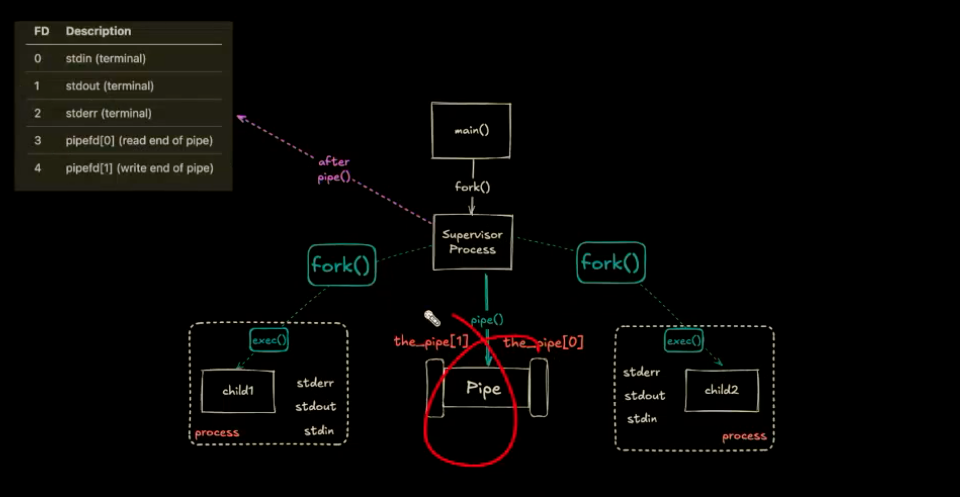 FD Description
0 stdin (terminal)
1 stdout (terminal)
2 stderr (terminal)
3 pipefd[0] (read end of pipe)
4 pipefd[1] (write end of pipe)
main()
after
pipe()
fork()
Supervisor
Process
fork()
fork()
pipe()
exec()
the_pipe[1]
the_pipe[0]
exec()
child1
stderr
stdout
stdin
process
Pipe
stderr
stdout
stdin
child2
process